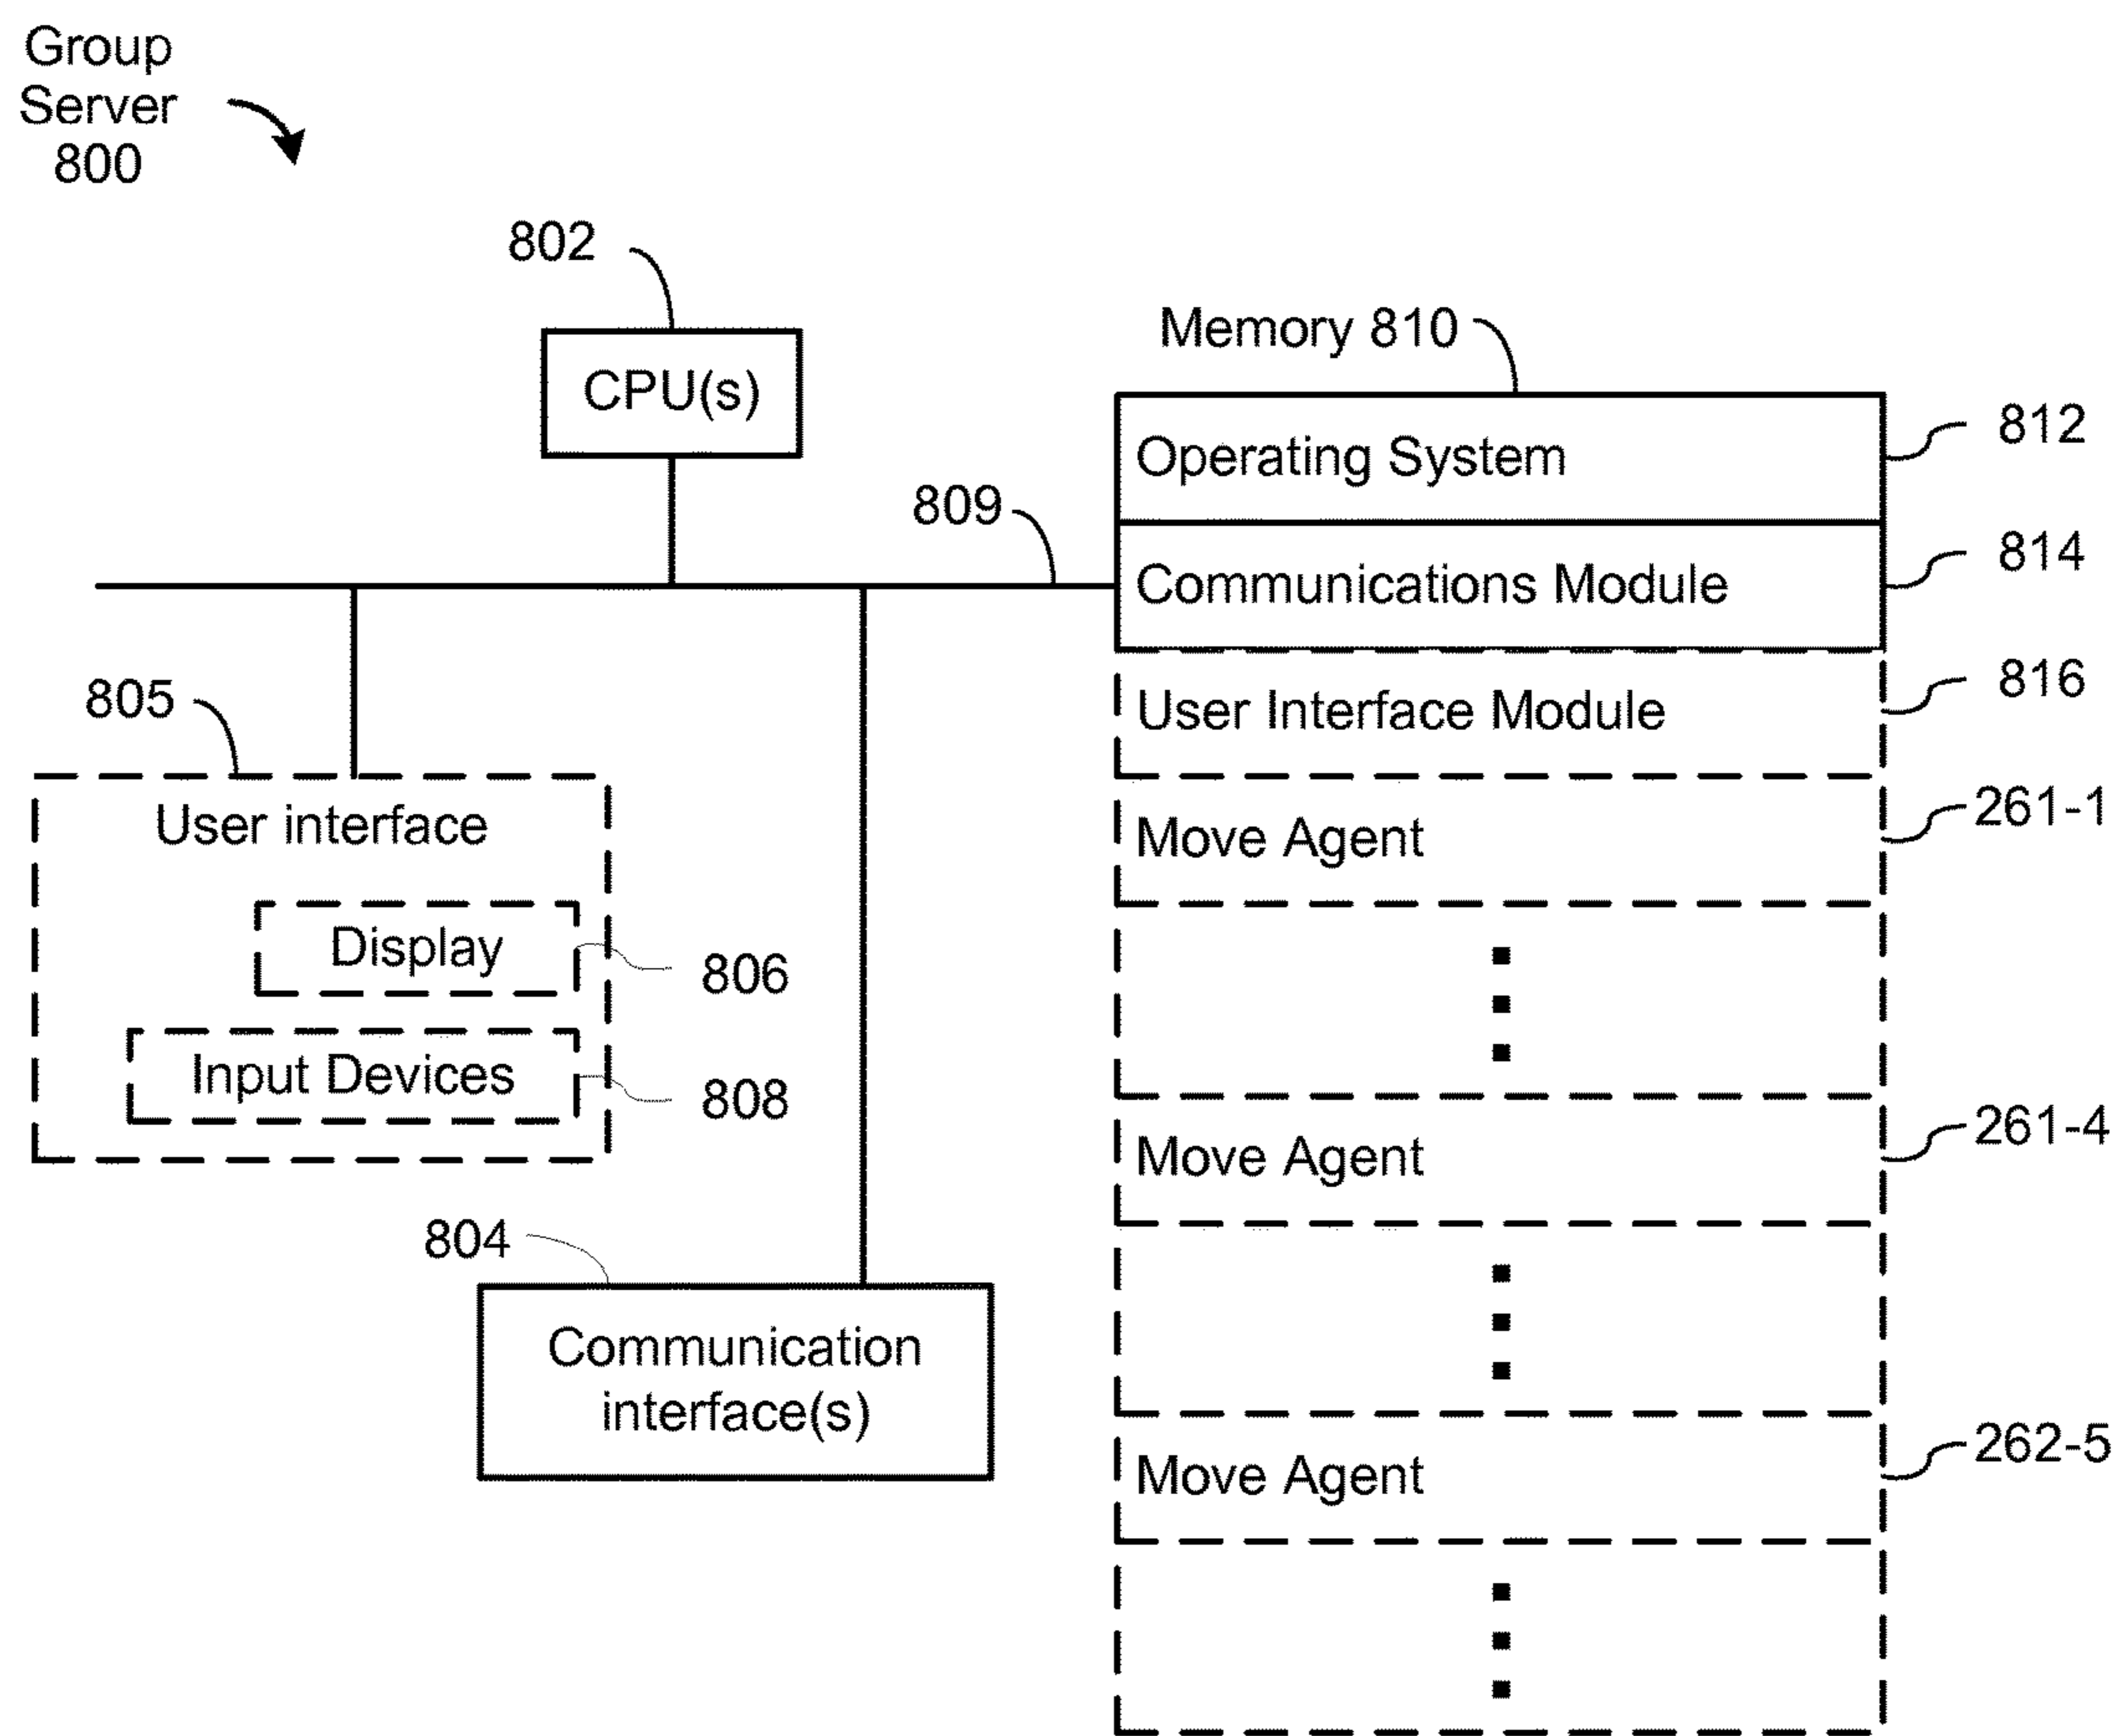 Group
Server
800
802
CPU(s)
Memory 810
Operating System
812
809
Communications Module
814
User Interface Module
816
805
User interface
Move Agent
261-1
Display
806
Input Devices
808
Move Agent
261-4
804
Communication
interface(s)
Move Agent
262-5